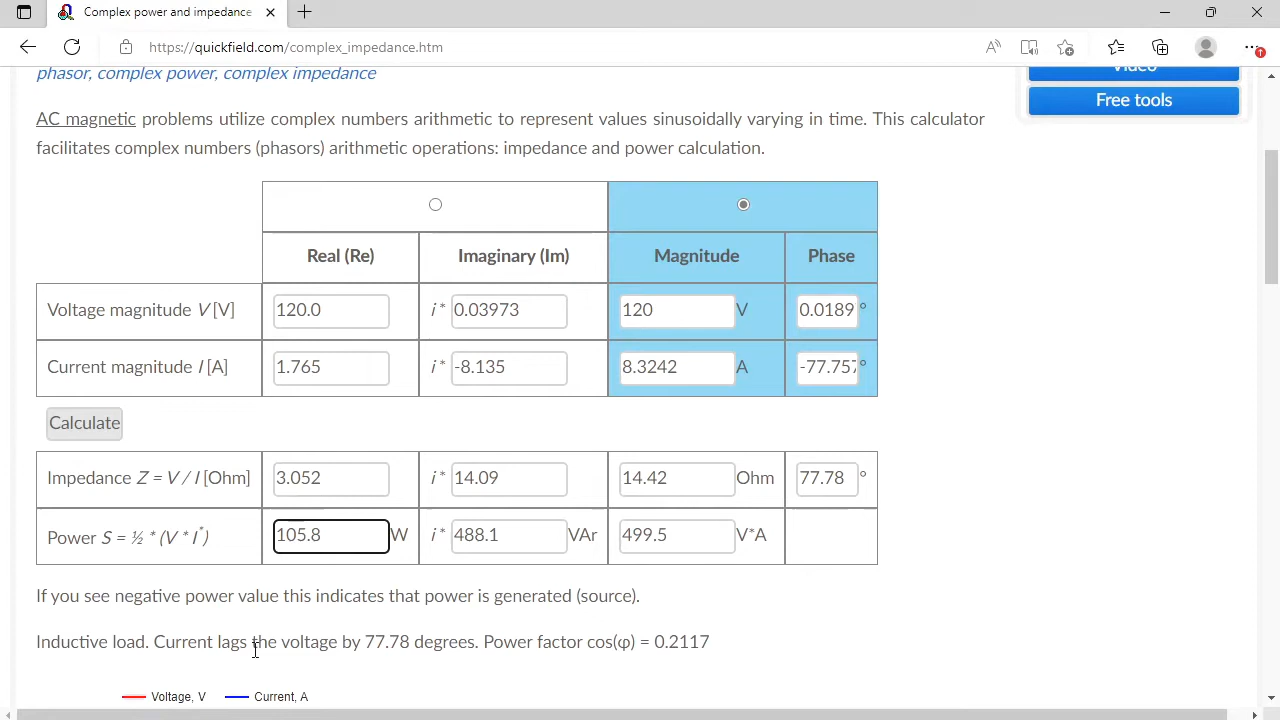 Complex power and impedance
https://quickfield.com/complex_impedance.htm
phasor, complex power, complex impedance
Video
Free tools
AC magnetic problems utilize complex numbers arithmetic to represent values sinusoidally varying in time. This calculator
facilitates complex numbers (phasors) arithmetic operations: impedance and power calculation.
Real (Re) Imaginary (Im) Magnitude Phase
Voltage magnitude V [V] 120.0 i * 0.03973 120 V 0.0189 °
Current magnitude I [A] 1.765 i * -8.135 8.3242 A -77.757 °
Calculate
Impedance Z = V / I [Ohm] 3.052 i * 14.09 14.42 Ohm 77.78 °
Power S = ½ * (V * I*) 105.8 W i * 488.1 VAr 499.5 V*A
If you see negative power value this indicates that power is generated (source).
Inductive load. Current lags the voltage by 77.78 degrees. Power factor cos(φ) = 0.2117
Voltage, V Current, A